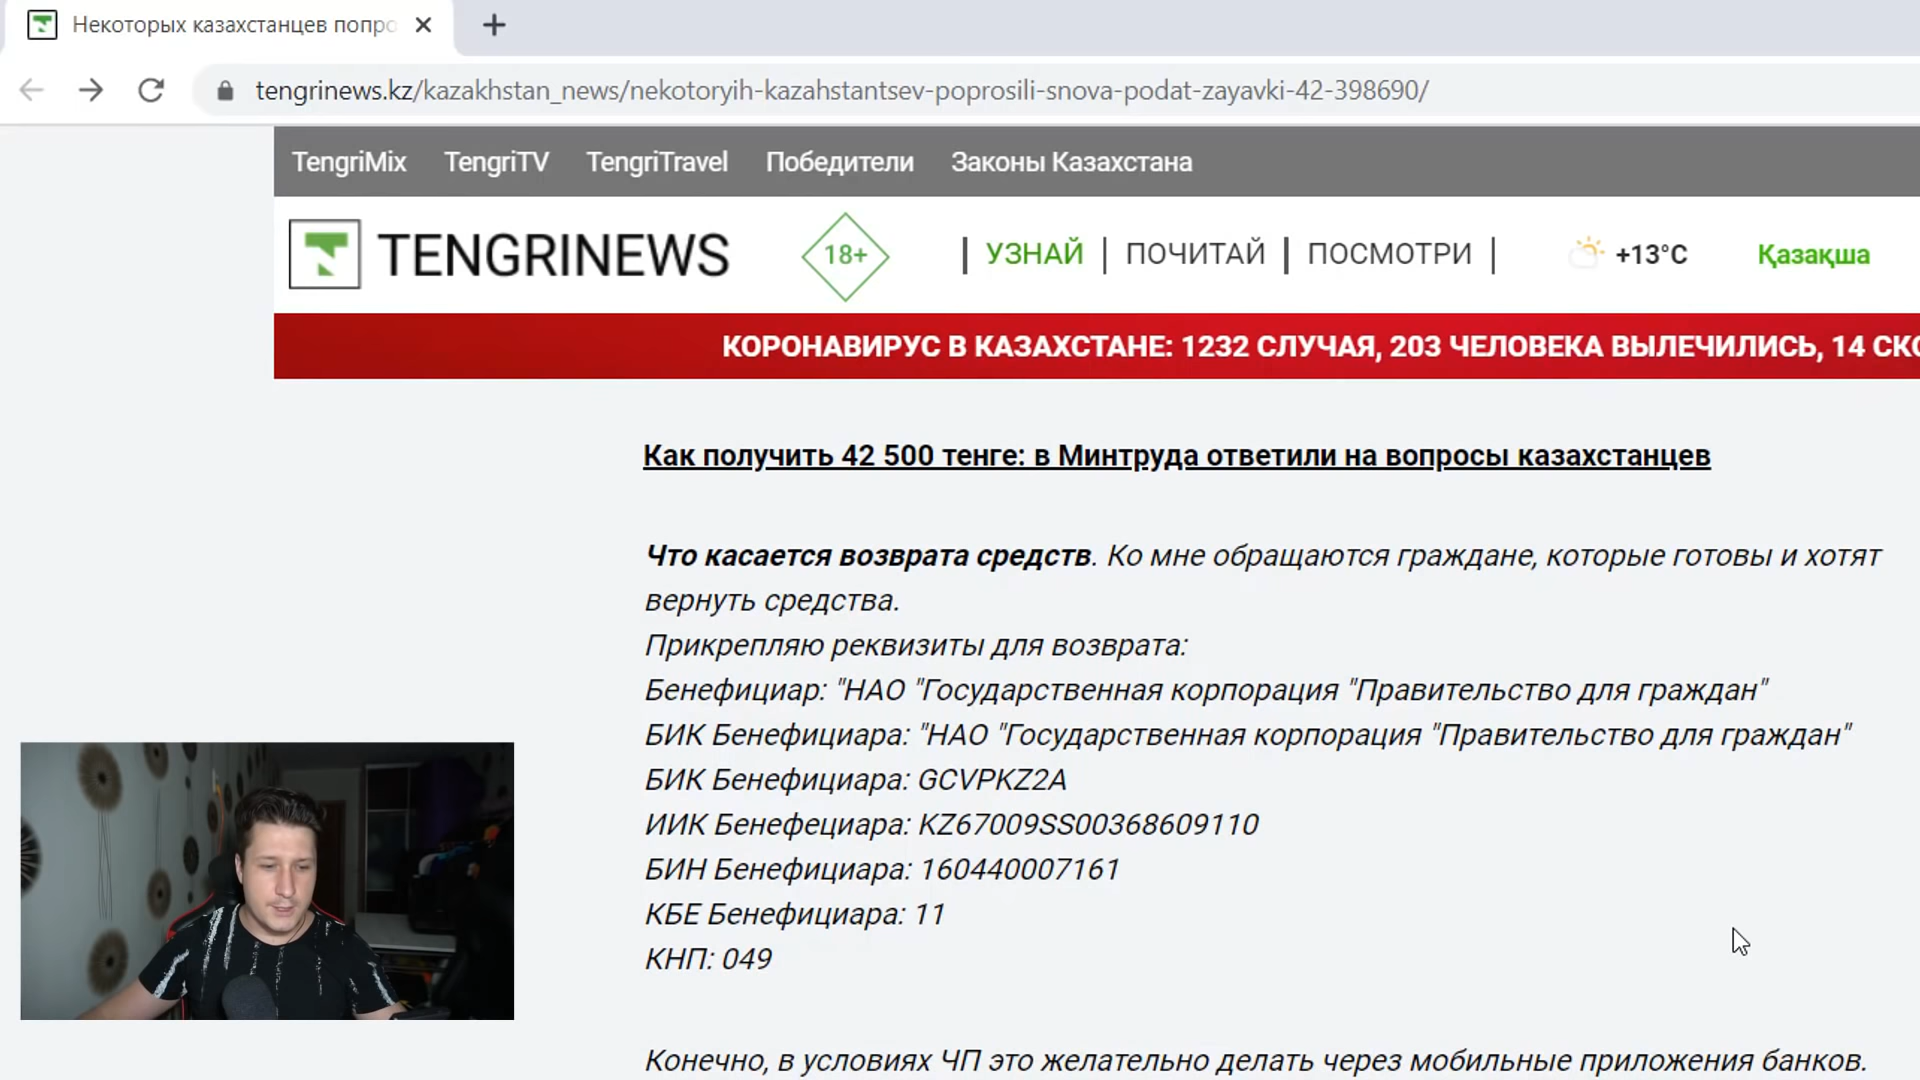 Некоторых казахстанцев попро
tengrinews.kz/kazakhstan_news/nekotoryih-kazahstantsev-poprosili-snova-podat-zayavki-42-398690/
TengriMix TengriTV TengriTravel Победители Законы Казахстана
TENGRINEWS 18+ | УЗНАЙ | ПОЧИТАЙ | ПОСМОТРИ | +13°C Қазақша
КОРОНАВИРУС В КАЗАХСТАНЕ: 1232 СЛУЧАЯ, 203 ЧЕЛОВЕКА ВЫЛЕЧИЛИСЬ, 14 СКО
Как получить 42 500 тенге: в Минтруда ответили на вопросы казахстанцев
Что касается возврата средств. Ко мне обращаются граждане, которые готовы и хотят
вернуть средства.
Прикрепляю реквизиты для возврата:
Бенефициар: "НАО "Государственная корпорация "Правительство для граждан"
БИК Бенефициара: "НАО "Государственная корпорация "Правительство для граждан"
БИК Бенефициара: GCVPKZ2A
ИИК Бенефециара: KZ67009SS00368609110
БИН Бенефициара: 160440007161
КБЕ Бенефициара: 11
КНП: 049
Конечно, в условиях ЧП это желательно делать через мобильные приложения банков.